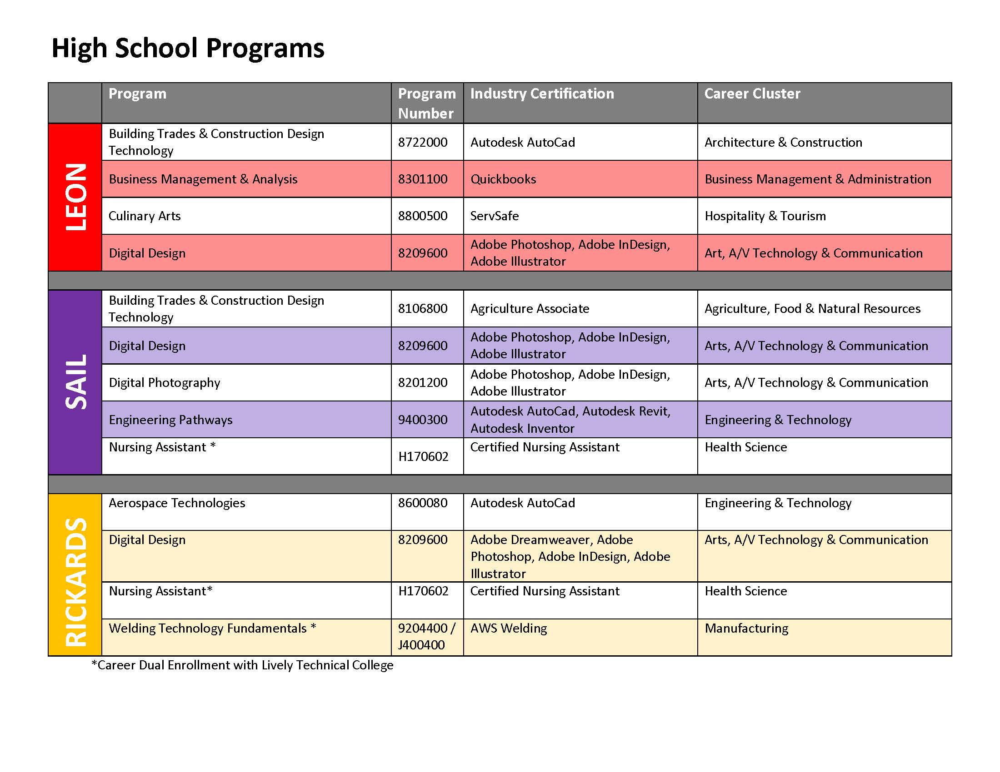 High School Programs
Program
Program
Number
Industry Certification
Career Cluster
LEON
Building Trades & Construction Design
Technology
8722000
Autodesk AutoCad
Architecture & Construction
Business Management & Analysis
8301100
Quickbooks
Business Management & Administration
Culinary Arts
8800500
ServSafe
Hospitality & Tourism
Digital Design
8209600
Adobe Photoshop, Adobe InDesign,
Adobe Illustrator
Art, A/V Technology & Communication
SAIL
Building Trades & Construction Design
Technology
8106800
Agriculture Associate
Agriculture, Food & Natural Resources
Digital Design
8209600
Adobe Photoshop, Adobe InDesign,
Adobe Illustrator
Arts, A/V Technology & Communication
Digital Photography
8201200
Adobe Photoshop, Adobe InDesign,
Adobe Illustrator
Arts, A/V Technology & Communication
Engineering Pathways
9400300
Autodesk AutoCad, Autodesk Revit,
Autodesk Inventor
Engineering & Technology
Nursing Assistant *
H170602
Certified Nursing Assistant
Health Science
RICKARDS
Aerospace Technologies
8600080
Autodesk AutoCad
Engineering & Technology
Digital Design
8209600
Adobe Dreamweaver, Adobe
Photoshop, Adobe InDesign, Adobe
Illustrator
Arts, A/V Technology & Communication
Nursing Assistant*
H170602
Certified Nursing Assistant
Health Science
Welding Technology Fundamentals *
9204400 /
J400400
AWS Welding
Manufacturing
*Career Dual Enrollment with Lively Technical College